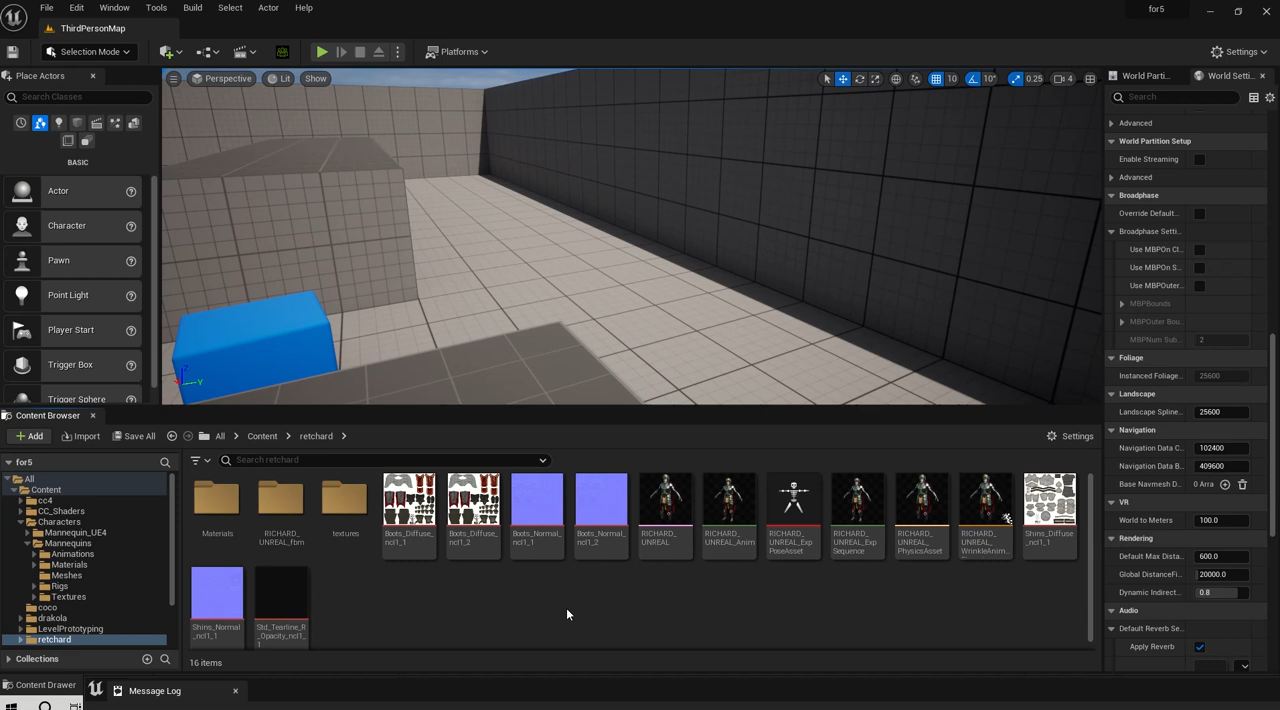 File Edit Window Tools Build Select Actor Help for5
ThirdPersonMap
Selection Mode Platforms Settings
Place Actors World Parti... World Setti...
Perspective Lit Show 10 10° 0.25 4
Search Classes Search
Advanced
BASIC World Partition Setup
Enable Streaming
Advanced
Actor Broadphase
Override Default...
Character Broadphase Setti...
Use MBPOn Cl...
Pawn Use MBPOn S...
Use MBPOuter...
Point Light MBPBounds
MBPOuter Bou...
Player Start MBPNum Sub... 2
Foliage
Trigger Box Instanced Foliage... 25600
Landscape
Trigger Sphere Landscape Spline... 25600
Content Browser Navigation
Add Import Save All All Content retchard Settings Navigation Data C... 102400
Navigation Data B... 409600
for5 Search retchard Base Navmesh D... 0 Arra
All
Content VR
cc4 World to Meters 100.0
CC_Shaders
Characters Rendering
Mannequin_UE4 Default Max Dista... 600.0
Mannequins Global DistanceFi... 20000.0
Animations Dynamic Indirect... 0.8
Materials
Meshes Audio
Rigs Default Reverb Se...
Textures Apply Reverb
coco
drakola
LevelPrototyping
retchard
Materials
RICHARD_
UNREAL_fbm
textures
Boots_Diffuse_
ncl1_1
Boots_Diffuse_
ncl1_2
Boots_Normal_
ncl1_1
Boots_Normal_
ncl1_2
RICHARD_
UNREAL
RICHARD_
UNREAL_Anim
RICHARD_
UNREAL_Exp
PoseAsset
RICHARD_
UNREAL_Exp
Sequence
RICHARD_
UNREAL_
PhysicsAsset
RICHARD_
UNREAL_
WrinkleAnim...
Shins_Diffuse
_ncl1_1
Shins_Normal
_ncl1_1
Std_Tearline_R
_Opacity_ncl1_
1
Collections 16 items
Content Drawer Message Log